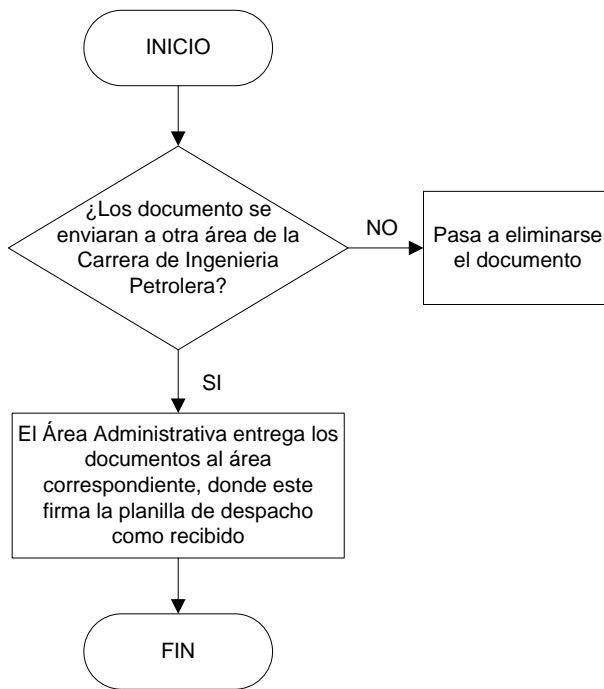 INICIO
¿Los documento se
enviaran a otra área de la
Carrera de Ingenieria
Petrolera?
NO
Pasa a eliminarse
el documento
SI
El Área Administrativa entrega los
documentos al área
correspondiente, donde este
firma la planilla de despacho
como recibido
FIN